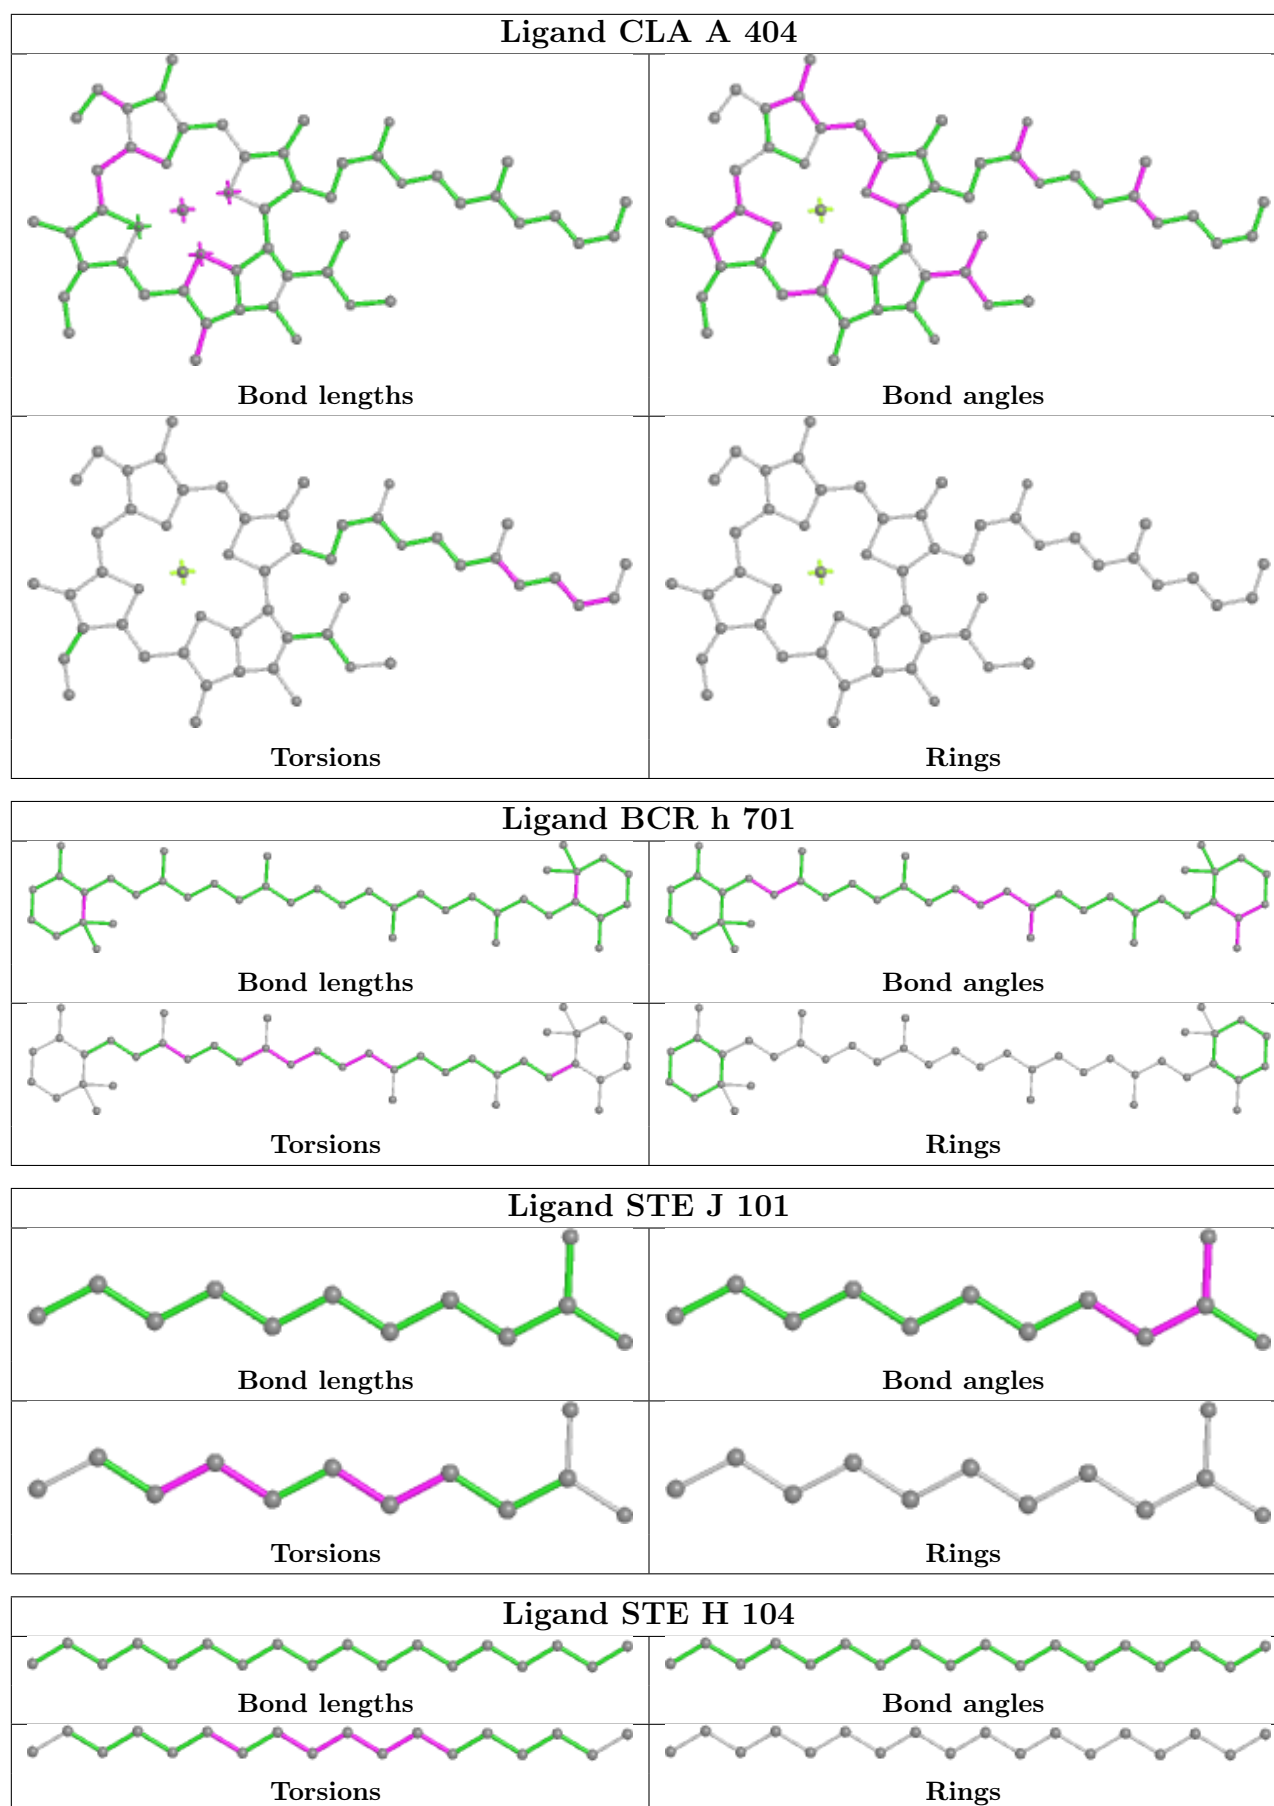 Ligand CLA A 404
Bond lengths
Bond angles
Torsions
Rings
Ligand BCR h 701
Bond lengths
Bond angles
Torsions
Rings
Ligand STE J 101
Bond lengths
Bond angles
Torsions
Rings
Ligand STE H 104
Bond lengths
Bond angles
Torsions
Rings